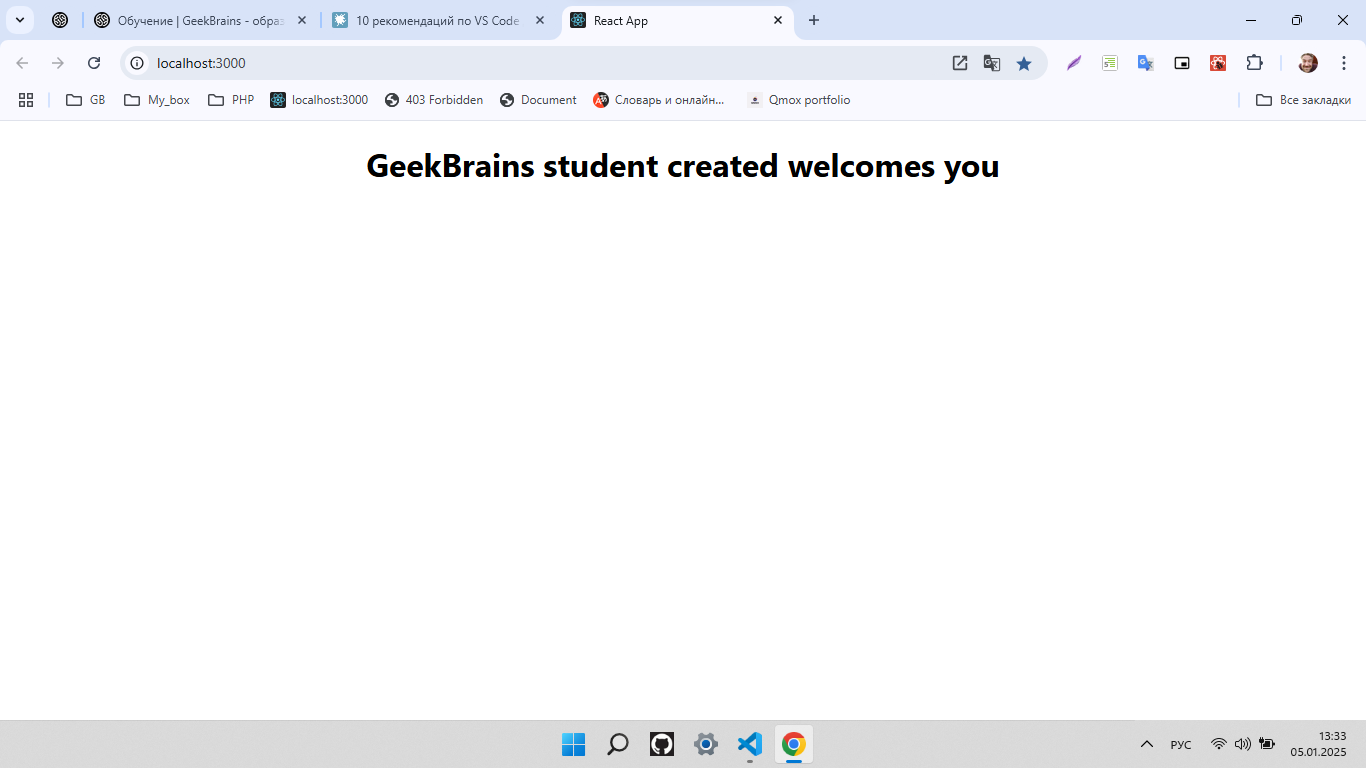 Обучение | GeekBrains - образ
10 рекомендаций по VS Code
React App
localhost:3000
GB
My_box
PHP
localhost:3000
403 Forbidden
Document
Словарь и онлайн...
Qmox portfolio
Все закладки
GeekBrains student created welcomes you
РУС
13:33
05.01.2025